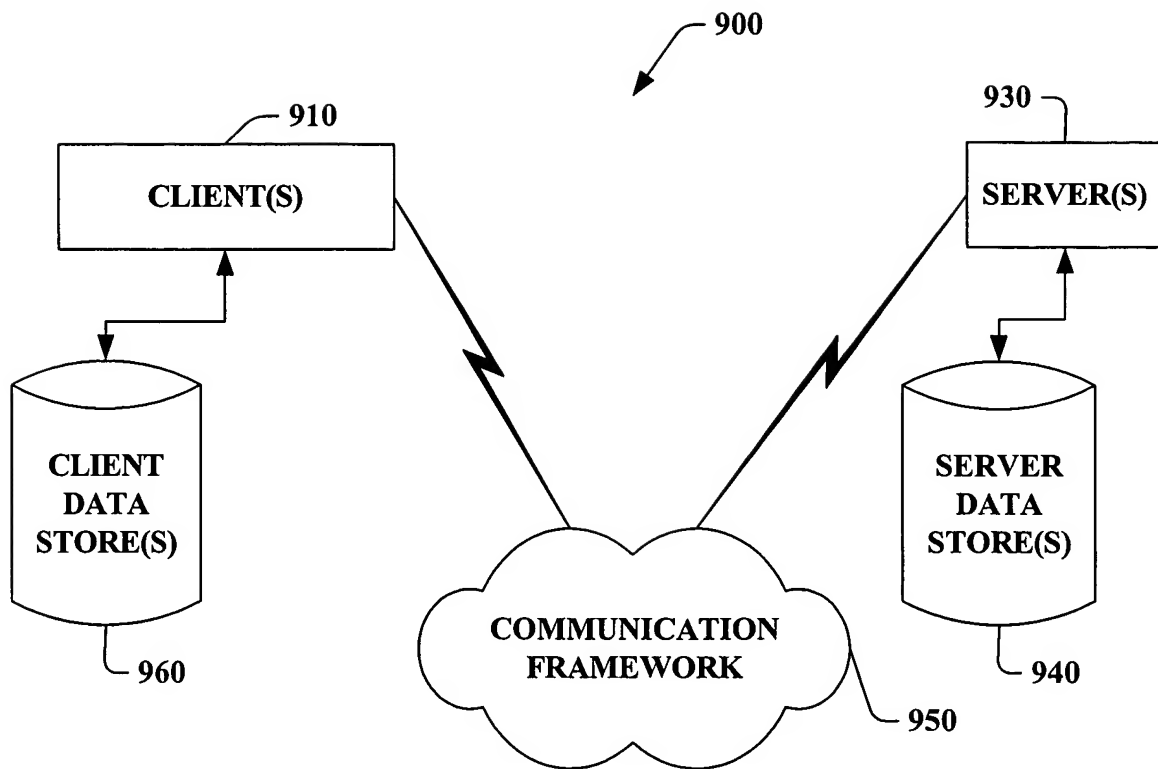 900
910
930
CLIENT(S)
SERVER(S)
CLIENT
DATA
STORE(S)
SERVER
DATA
STORE(S)
COMMUNICATION
FRAMEWORK
960
940
950